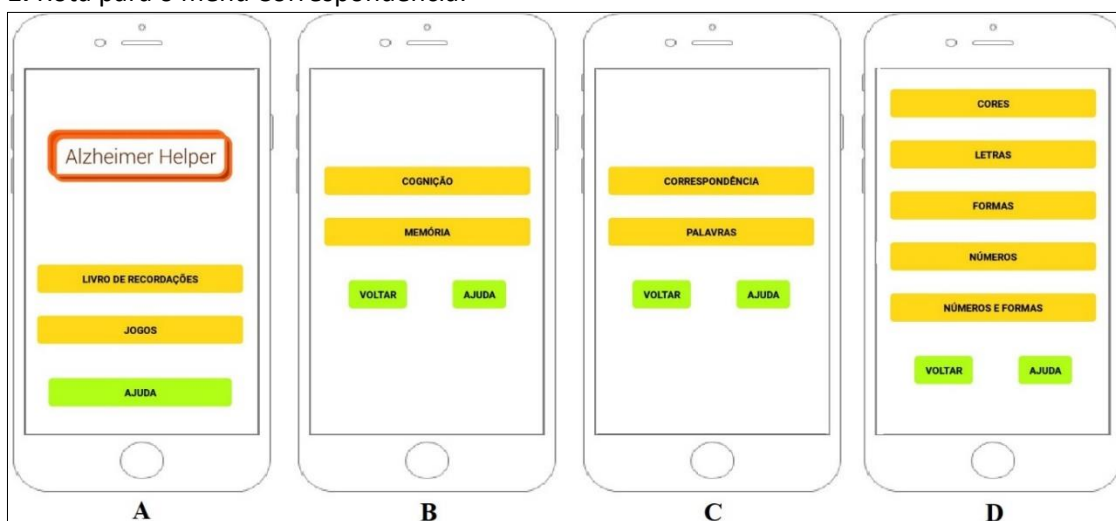 Alzheimer Helper
LIVRO DE RECORDAÇÕES
JOGOS
AJUDA
A
COGNIÇÃO
MEMÓRIA
VOLTAR AJUDA
B
CORRESPONDÊNCIA
PALAVRAS
VOLTAR AJUDA
C
CORES
LETRAS
FORMAS
NÚMEROS
NÚMEROS E FORMAS
VOLTAR AJUDA
D